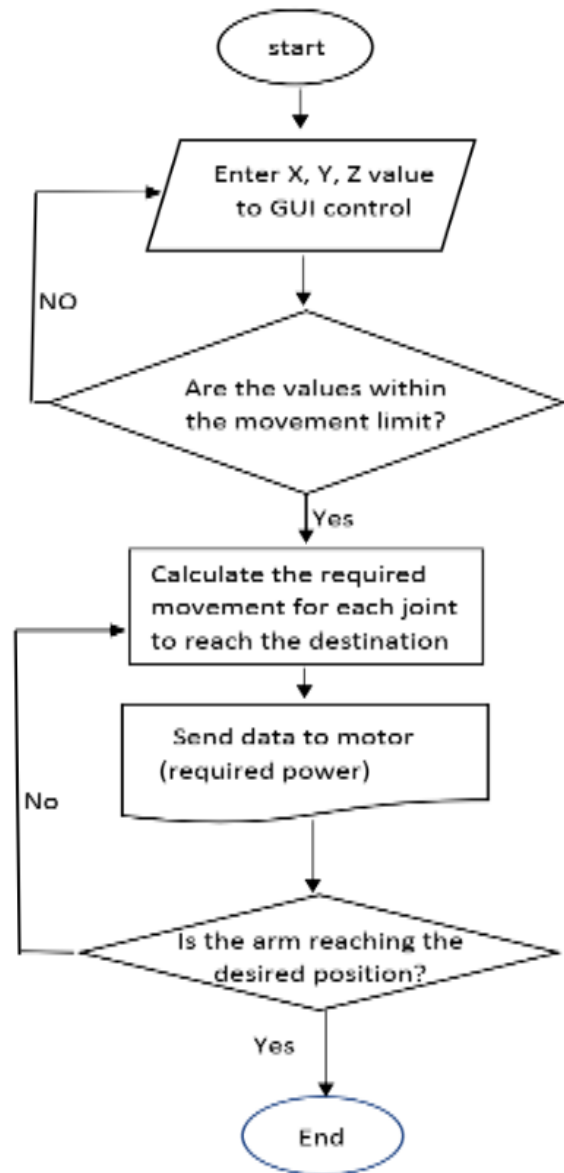 start
Enter X, Y, Z value
to GUI control
NO
Are the values within
the movement limit?
Yes
Calculate the required
movement for each joint
to reach the destination
Send data to motor
(required power)
No
Is the arm reaching the
desired position?
Yes
End